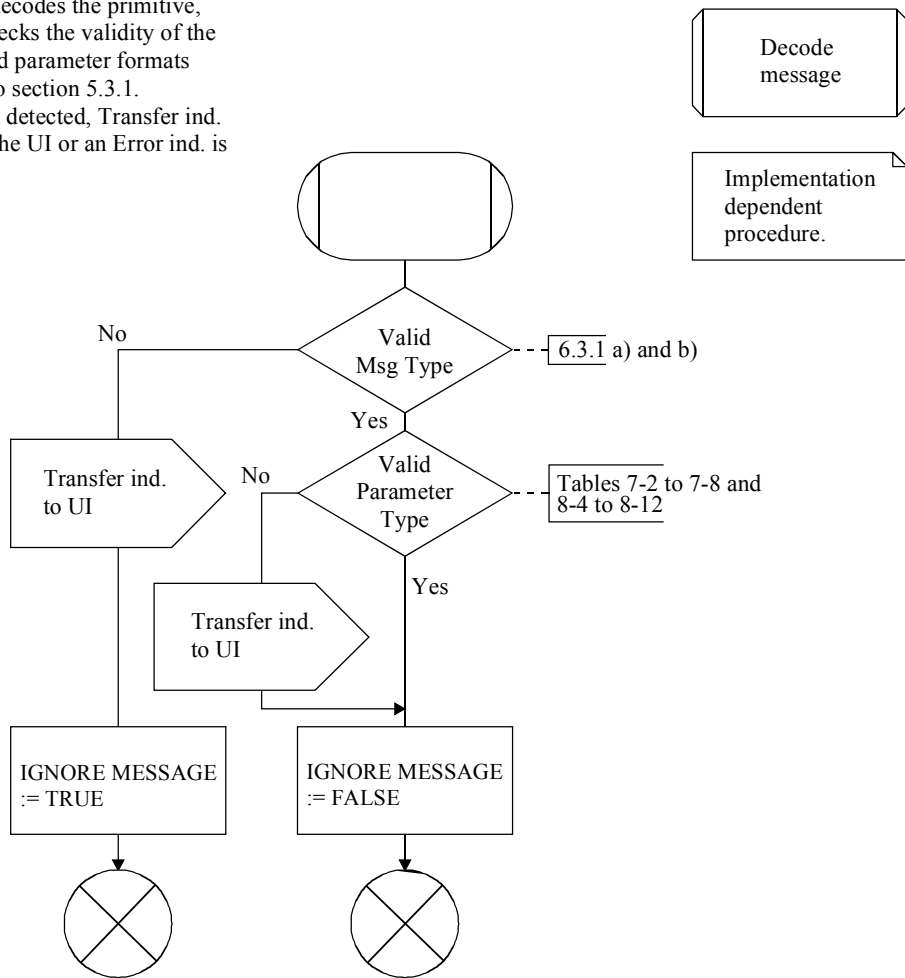 decodes the primitive,
ecks the validity of the
d parameter formats
o section 5.3.1.
detected, Transfer ind.
he UI or an Error ind. is
Decode
message
Implementation
dependent
procedure.
No
Valid
Msg Type
6.3.1 a) and b)
Yes
Transfer ind.
to UI
No
Valid
Parameter
Type
Tables 7-2 to 7-8 and
8-4 to 8-12
Yes
Transfer ind.
to UI
IGNORE MESSAGE
:= TRUE
IGNORE MESSAGE
:= FALSE